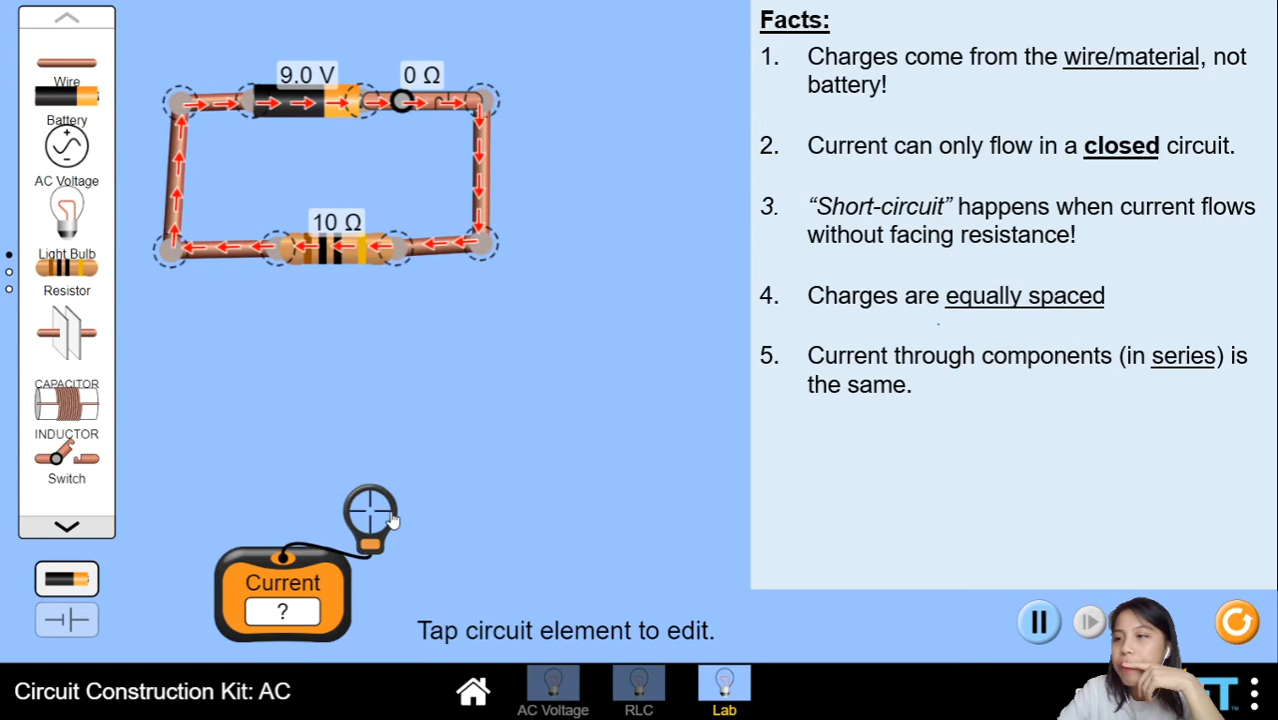 Facts:
1. Charges come from the wire/material, not
battery!
2. Current can only flow in a closed circuit.
3. “Short-circuit” happens when current flows
without facing resistance!
4. Charges are equally spaced
5. Current through components (in series) is
the same.
9.0 V
0 Ω
10 Ω
Wire
Battery
AC Voltage
Light Bulb
Resistor
CAPACITOR
INDUCTOR
Switch
Current
?
Tap circuit element to edit.
Circuit Construction Kit: AC
AC Voltage
RLC
Lab